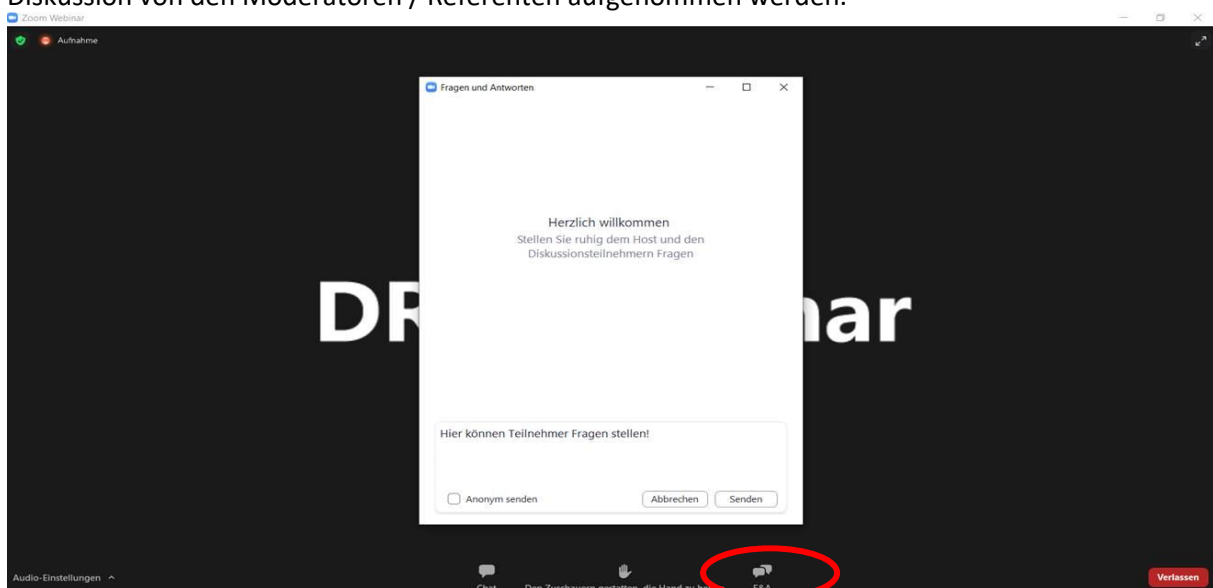 Diskussion von den Moderatoren / Referenten aufgenommen werden.
Zoom Webinar
Aufnahme
Fragen und Antworten
Herzlich willkommen
Stellen Sie ruhig dem Host und den
Diskussionsteilnehmern Fragen
DR
nar
Hier können Teilnehmer Fragen stellen!
Anonym senden
Abbrechen
Senden
Audio-Einstellungen
Chat
Den Zuschauern gestatten, die Hand zu
F&A
Verlassen